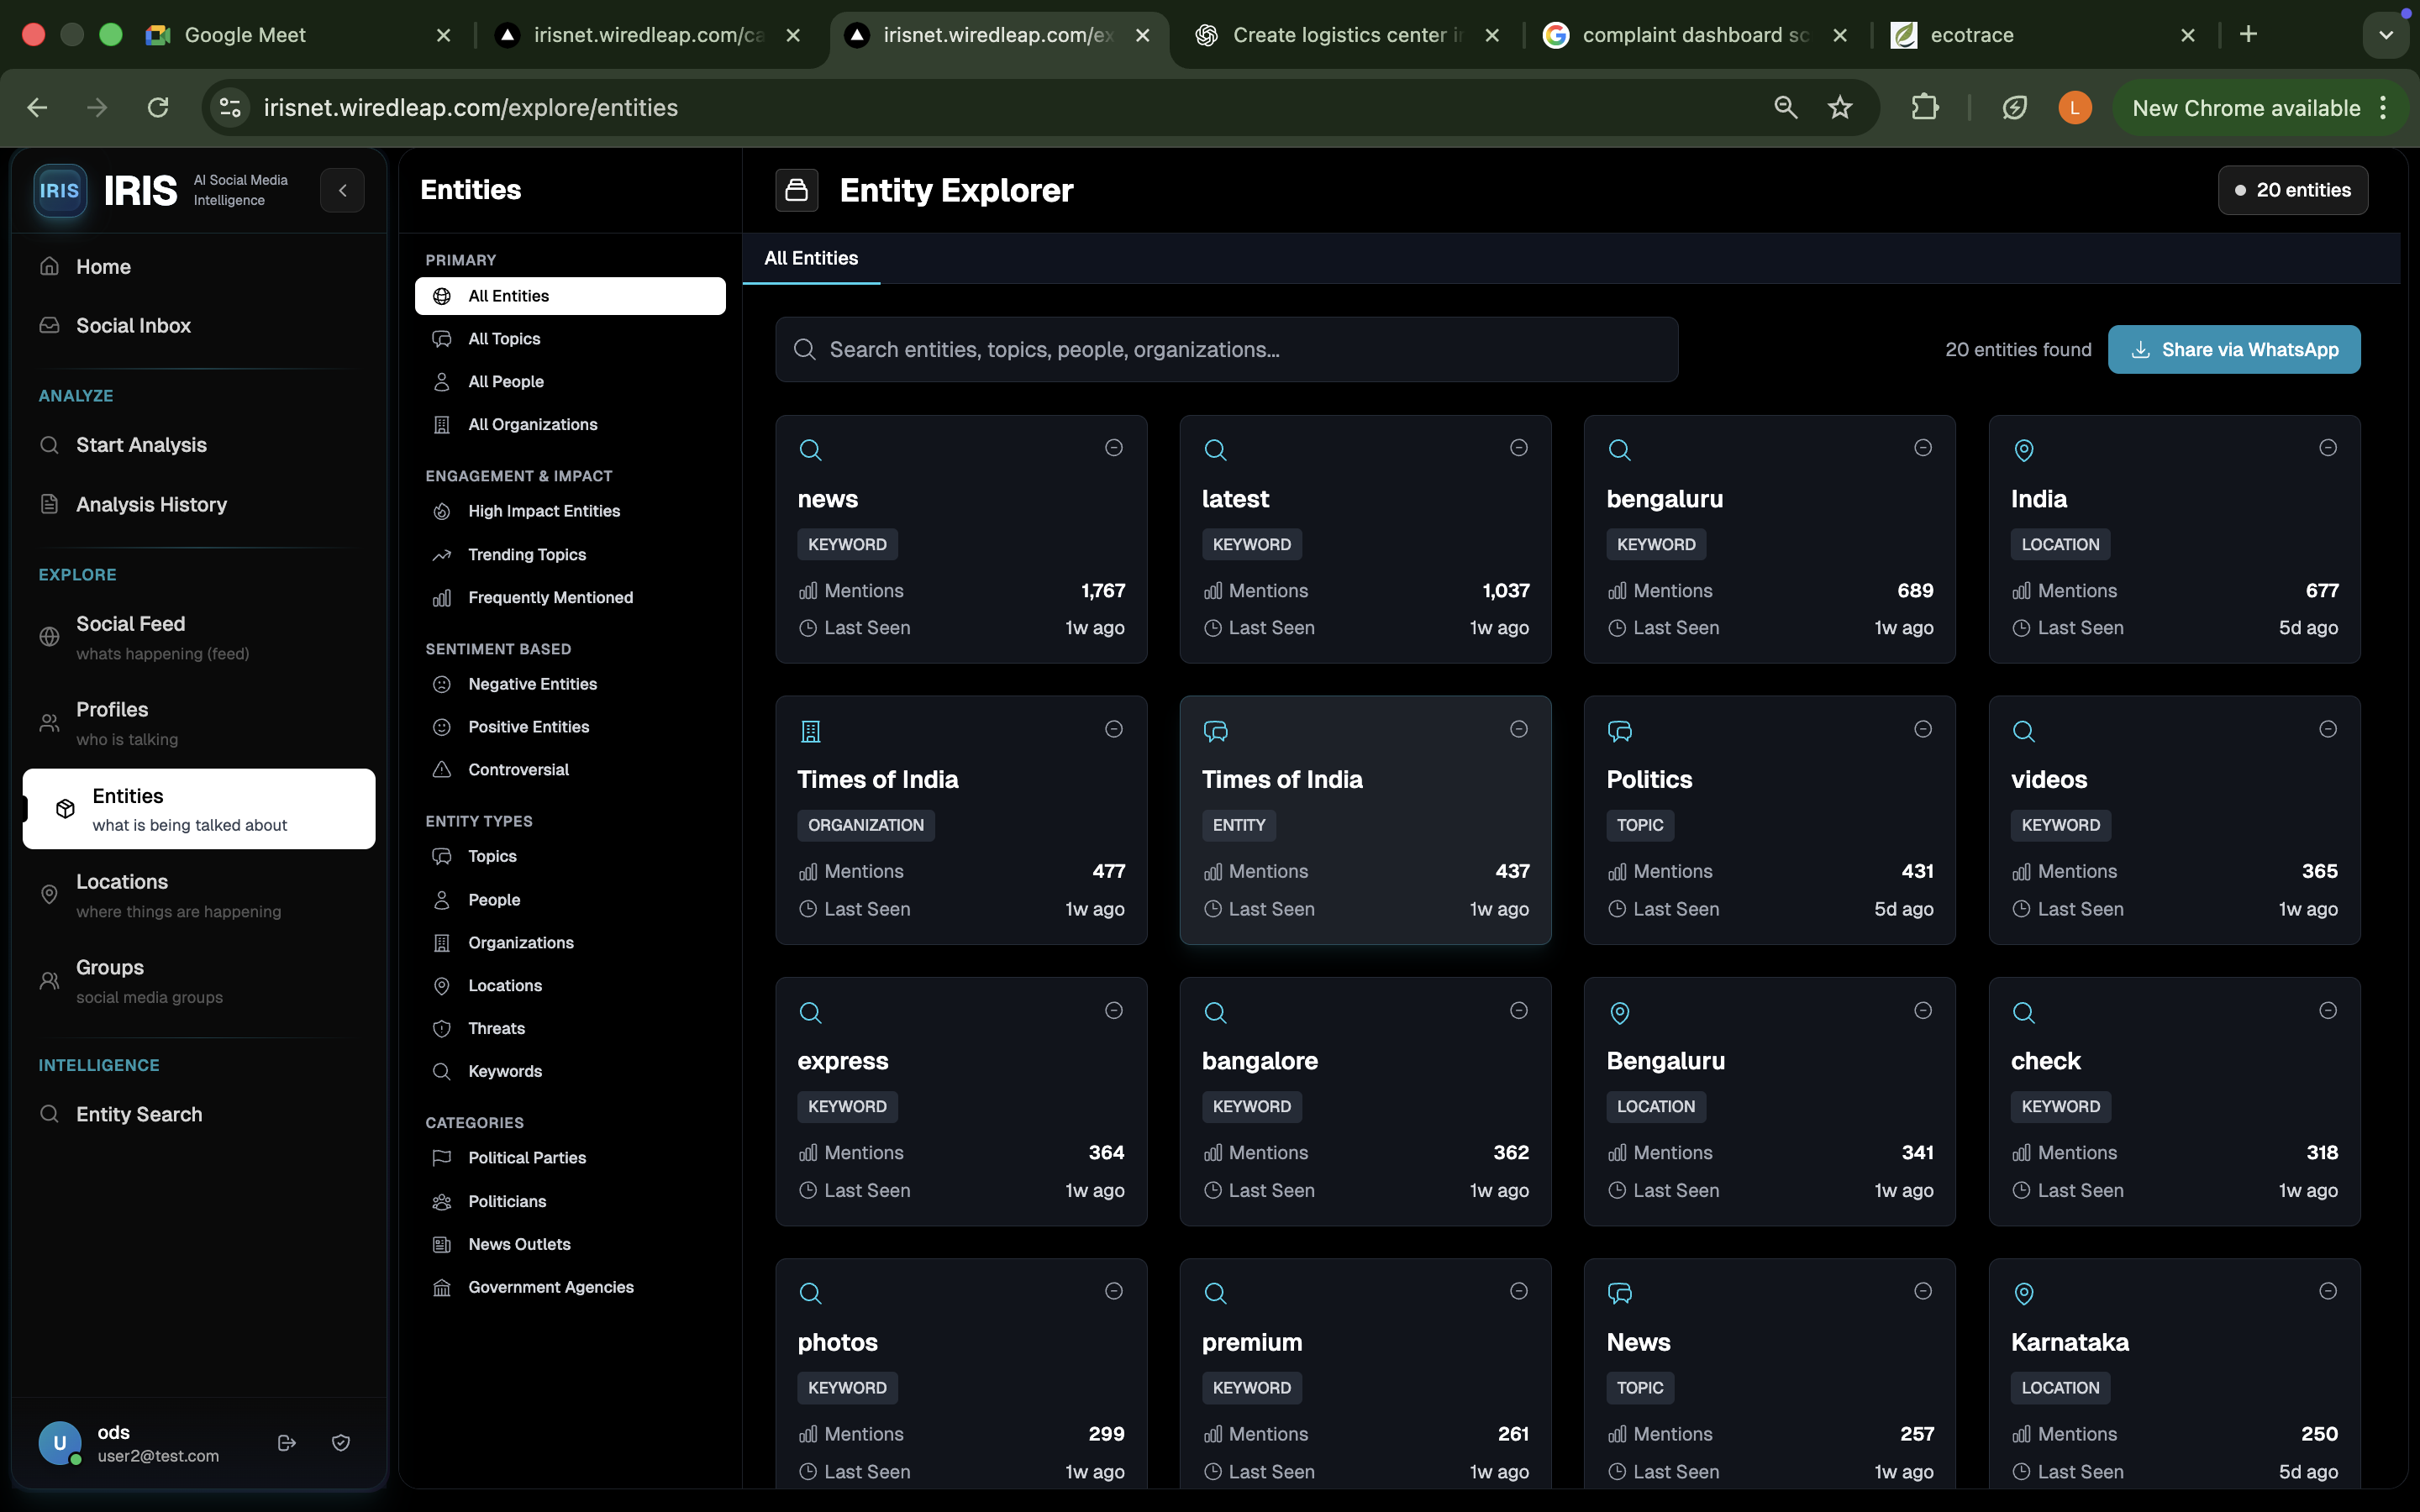 Google Meet
irisnet.wiredleap.com/ca
irisnet.wiredleap.com/ex
Create logistics center in
complaint dashboard sc
ecotrace
irisnet.wiredleap.com/explore/entities
L
New Chrome available
IRIS
IRIS
AI Social Media
Intelligence
Home
Social Inbox
ANALYZE
Start Analysis
Analysis History
EXPLORE
Social Feed
whats happening (feed)
Profiles
who is talking
Entities
what is being talked about
Locations
where things are happening
Groups
social media groups
INTELLIGENCE
Entity Search
U
ods
user2@test.com
Entities
PRIMARY
All Entities
All Topics
All People
All Organizations
ENGAGEMENT & IMPACT
High Impact Entities
Trending Topics
Frequently Mentioned
SENTIMENT BASED
Negative Entities
Positive Entities
Controversial
ENTITY TYPES
Topics
People
Organizations
Locations
Threats
Keywords
CATEGORIES
Political Parties
Politicians
News Outlets
Government Agencies
Entity Explorer
20 entities
All Entities
Search entities, topics, people, organizations...
20 entities found
Share via WhatsApp
news
KEYWORD
Mentions 1,767
Last Seen 1w ago
latest
KEYWORD
Mentions 1,037
Last Seen 1w ago
bengaluru
KEYWORD
Mentions 689
Last Seen 1w ago
India
LOCATION
Mentions 677
Last Seen 5d ago
Times of India
ORGANIZATION
Mentions 477
Last Seen 1w ago
Times of India
ENTITY
Mentions 437
Last Seen 1w ago
Politics
TOPIC
Mentions 431
Last Seen 5d ago
videos
KEYWORD
Mentions 365
Last Seen 1w ago
express
KEYWORD
Mentions 364
Last Seen 1w ago
bangalore
KEYWORD
Mentions 362
Last Seen 1w ago
Bengaluru
LOCATION
Mentions 341
Last Seen 1w ago
check
KEYWORD
Mentions 318
Last Seen 1w ago
photos
KEYWORD
Mentions 299
Last Seen 1w ago
premium
KEYWORD
Mentions 261
Last Seen 1w ago
News
TOPIC
Mentions 257
Last Seen 1w ago
Karnataka
LOCATION
Mentions 250
Last Seen 5d ago